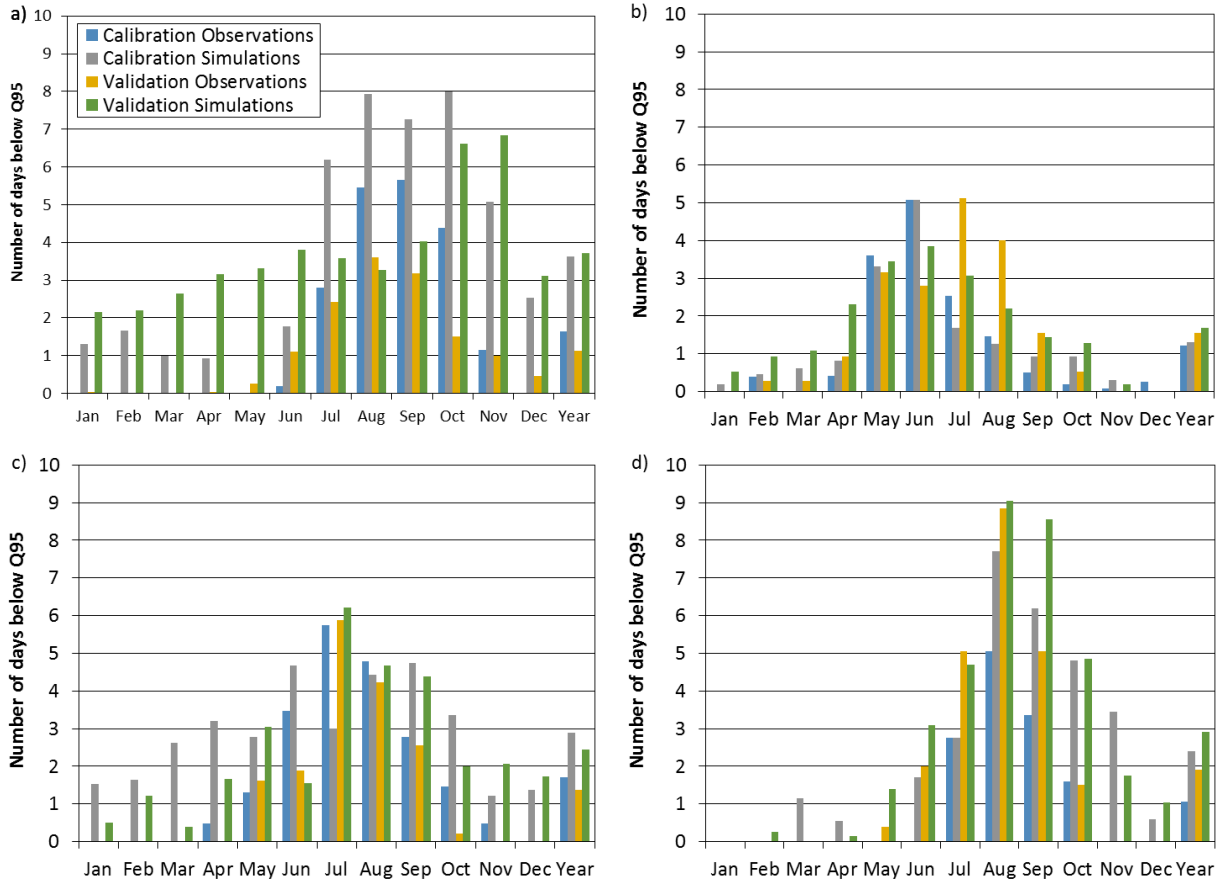 a)
10
9
8
7
6
5
4
3
2
1
0
Number of days below Q95
Calibration Observations
Calibration Simulations
Validation Observations
Validation Simulations
Jan Feb Mar Apr May Jun Jul Aug Sep Oct Nov Dec Year
b)
10
9
8
7
6
5
4
3
2
1
0
Number of days below Q95
Jan Feb Mar Apr May Jun Jul Aug Sep Oct Nov Dec Year
c)
10
9
8
7
6
5
4
3
2
1
0
Number of days below Q95
Jan Feb Mar Apr May Jun Jul Aug Sep Oct Nov Dec Year
d)
10
9
8
7
6
5
4
3
2
1
0
Number of days below Q95
Jan Feb Mar Apr May Jun Jul Aug Sep Oct Nov Dec Year